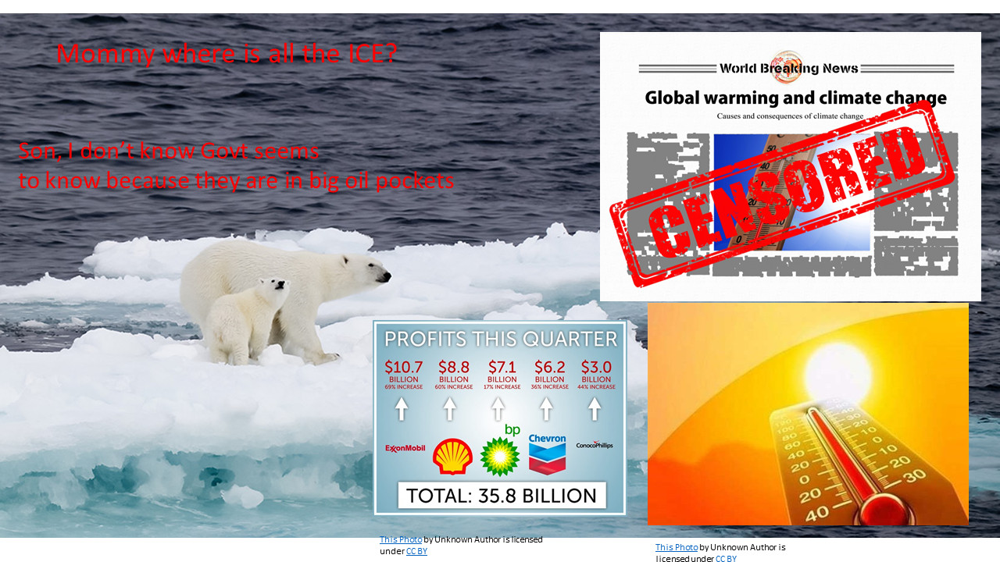 Mommy where is all the ICE?
Son, I don't know Govt seems
to know because they are in big oil pockets
World Breaking News
Global warming and climate change
Causes and consequences of climate change
CENSORED
50
40
20
10
0
PROFITS THIS QUARTER
$10.7 $8.8 $7.1 $6.2 $3.0
BILLION BILLION BILLION BILLION BILLION
69% INCREASE 60% INCREASE 17% INCREASE 36% INCREASE 44% INCREASE
bp
ExxonMobil Chevron ConocoPhillips
TOTAL: 35.8 BILLION
120 50
100 40
80 30
60 20
40 10
20 0
0 10
20 20
40 30
This Photo by Unknown Author is licensed
under CC BY
This Photo by Unknown Author is
licensed under CC BY